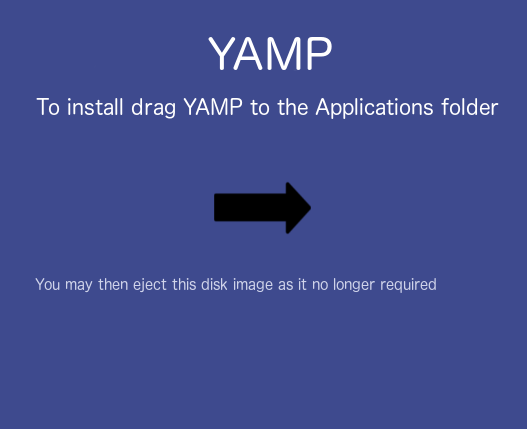 YAMP
To install drag YAMP to the Applications folder
You may then eject this disk image as it no longer required